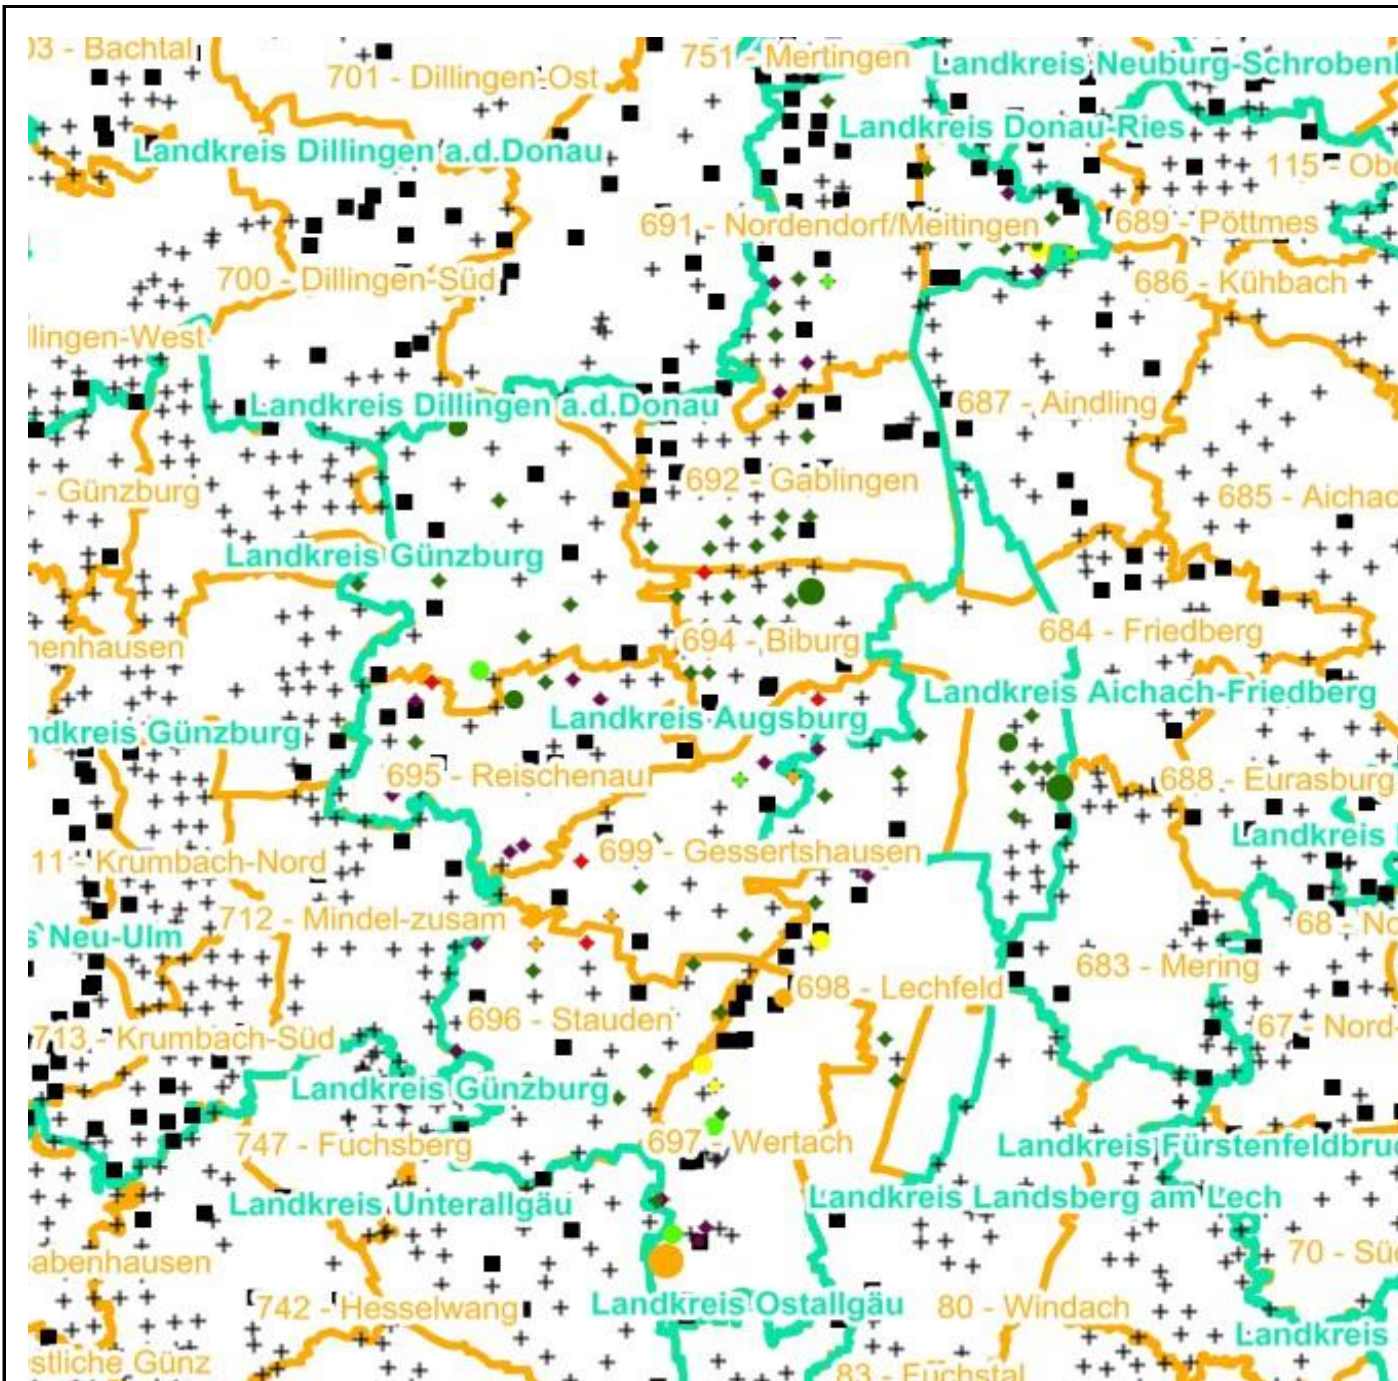 03 - Bachtal
701 - Dillingen-Ost
751 - Mertingen
Landkreis Neuburg-Schroben
Landkreis Dillingen a.d.Donau
Landkreis Donau-Ries
115 - Obe
691 - Nordendorf/Meitingen
689 - Pöttmes
700 - Dillingen-Süd
686 - Kühbach
llingen-West
Landkreis Dillingen a.d.Donau
687 - Aindling
- Günzburg
692 - Gablingen
685 - Aichac
Landkreis Günzburg
nenhausen
694 - Biburg
684 - Friedberg
ndkreis Günzburg
Landkreis Augsburg
Landkreis Aichach-Friedberg
695 - Reischenau
688 - Eurasburg
Landkreis
11 - Krumbach-Nord
699 - Gessertshausen
712 - Mindel-zusam
68 - No
s Neu-Ulm
683 - Mering
698 - Lechfeld
713 - Krumbach-Süd
696 - Stauden
67 - Nord
Landkreis Günzburg
747 - Fuchsberg
697 - Wertach
Landkreis Fürstenfeldbruc
Landkreis Unterallgäu
Landkreis Landsberg am Lech
abenhausen
70 - Sü
742 - Hesselwang
Landkreis Ostallgäu
80 - Windach
stliche Günz
Landkreis
83 - Fuchstal